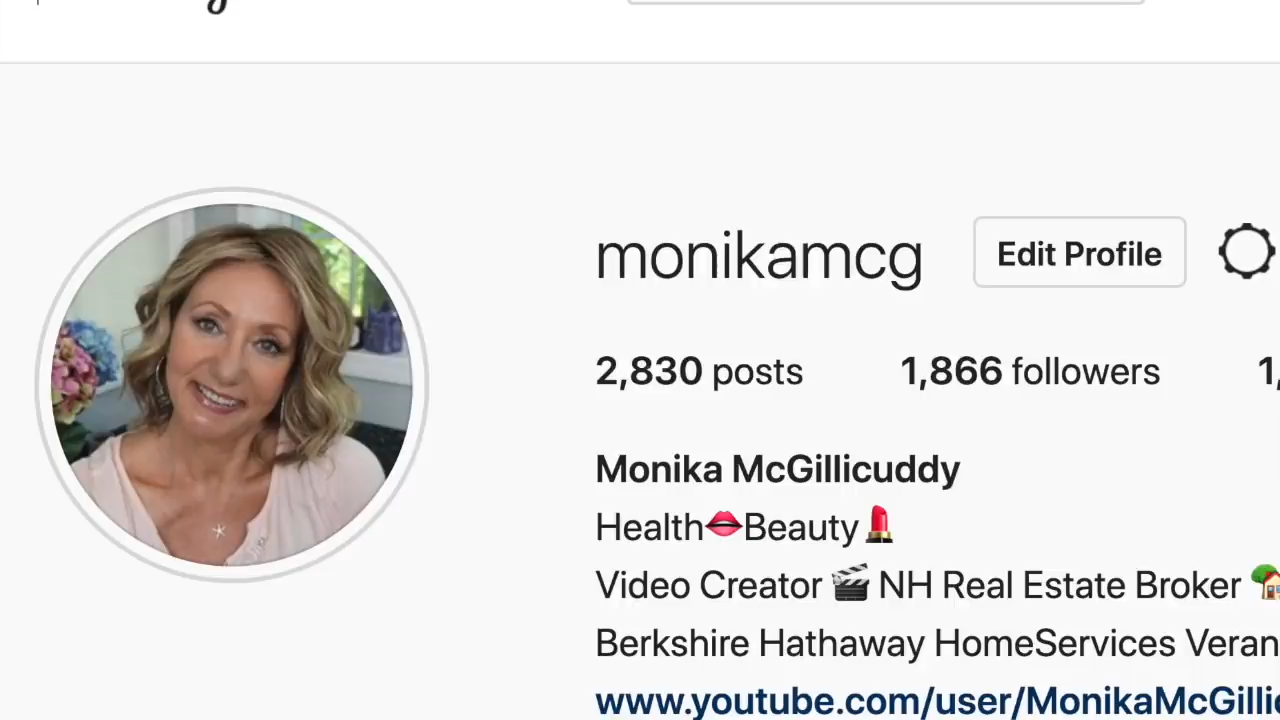 monikamcg Edit Profile
2,830 posts 1,866 followers 1,
Monika McGillicuddy
Health👄Beauty💄
Video Creator 🎬 NH Real Estate Broker 🏡
Berkshire Hathaway HomeServices Veran
www.youtube.com/user/MonikaMcGillic